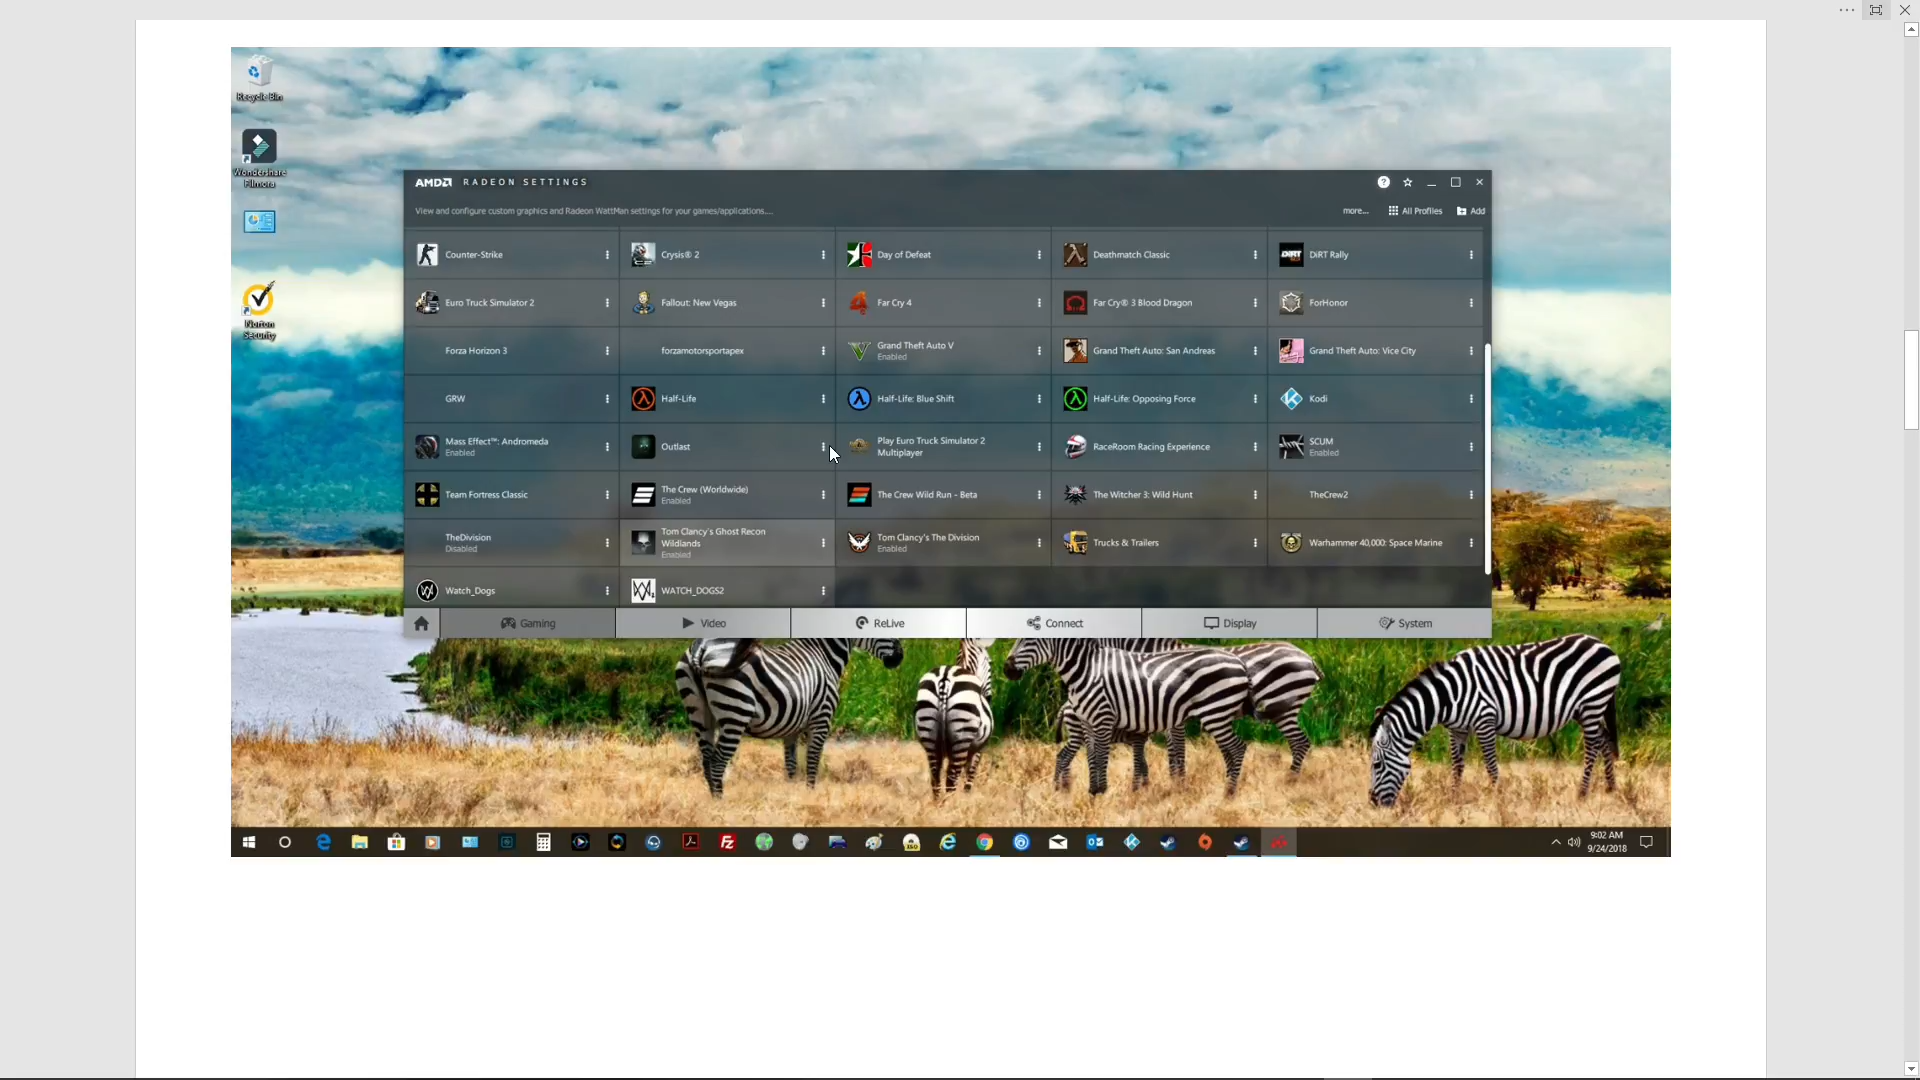 Recycle Bin
Wondershare
Filmora
Norton
Security
AMD RADEON SETTINGS
View and configure custom graphics and Radeon WattMan settings for your games/applications....
more...
All Profiles
Add
Counter-Strike
Crysis® 2
Day of Defeat
Deathmatch Classic
DiRT Rally
Euro Truck Simulator 2
Fallout: New Vegas
Far Cry 4
Far Cry® 3 Blood Dragon
ForHonor
Forza Horizon 3
forzamotorsportapex
Grand Theft Auto V
Enabled
Grand Theft Auto: San Andreas
Grand Theft Auto: Vice City
GRW
Half-Life
Half-Life: Blue Shift
Half-Life: Opposing Force
Kodi
Mass Effect™: Andromeda
Enabled
Outlast
Play Euro Truck Simulator 2
Multiplayer
RaceRoom Racing Experience
SCUM
Enabled
Team Fortress Classic
The Crew (Worldwide)
Enabled
The Crew Wild Run - Beta
The Witcher 3: Wild Hunt
TheCrew2
TheDivision
Disabled
Tom Clancy's Ghost Recon
Wildlands
Enabled
Tom Clancy's The Division
Enabled
Trucks & Trailers
Warhammer 40,000: Space Marine
Watch_Dogs
WATCH_DOGS2
Gaming
Video
ReLive
Connect
Display
System
9:02 AM
9/24/2018